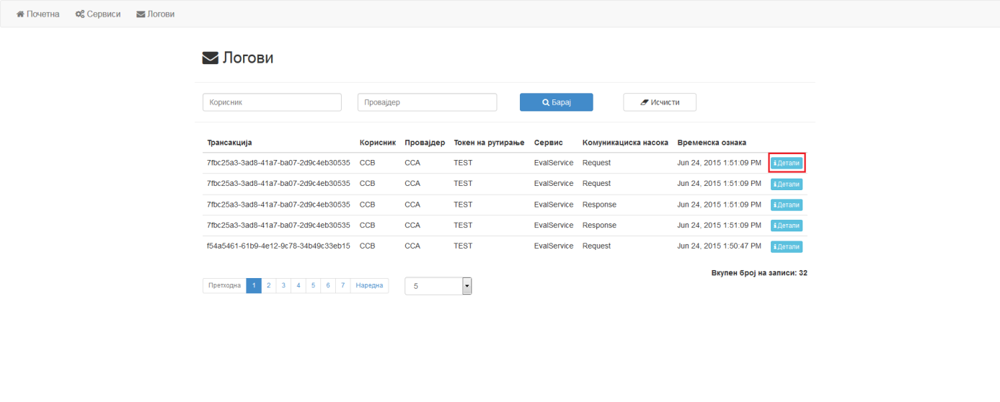 Почетна Сервиси Логови
Логови
Корисник Провајдер Барај Исчисти
Трансакција Корисник Провајдер Токен на рутирање Сервис Комуникациска насока Временска ознака
7fbc25a3-3ad8-41a7-ba07-2d9c4eb30535 CCB CCA TEST EvalService Request Jun 24, 2015 1:51:09 PM Детали
7fbc25a3-3ad8-41a7-ba07-2d9c4eb30535 CCB CCA TEST EvalService Request Jun 24, 2015 1:51:09 PM Детали
7fbc25a3-3ad8-41a7-ba07-2d9c4eb30535 CCB CCA TEST EvalService Response Jun 24, 2015 1:51:09 PM Детали
7fbc25a3-3ad8-41a7-ba07-2d9c4eb30535 CCB CCA TEST EvalService Response Jun 24, 2015 1:51:09 PM Детали
f54a5461-61b9-4e12-9c78-34b49c33eb15 CCB CCA TEST EvalService Request Jun 24, 2015 1:50:47 PM Детали
Вкупен број на записи: 32
Претходна 1 2 3 4 5 6 7 Наредна 5